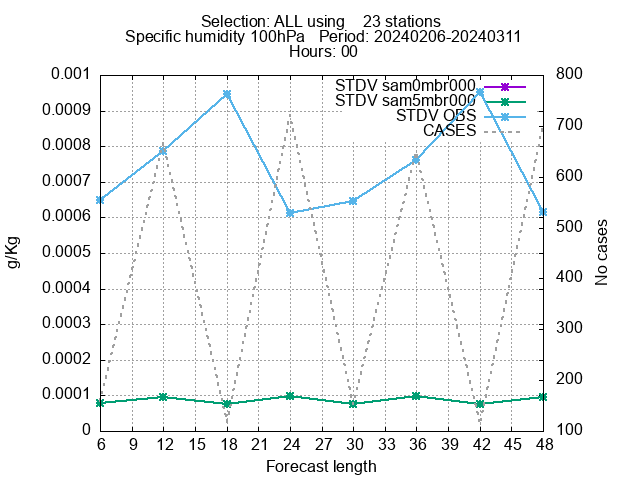 Selection: ALL using    23 stations
Specific humidity 100hPa   Period: 20240206-20240311
Hours: 00
STDV sam0mbr000
STDV sam5mbr000
STDV OBS
CASES
0.001
0.0009
0.0008
0.0007
0.0006
0.0005
0.0004
0.0003
0.0002
0.0001
0
g/Kg
800
700
600
500
400
300
200
100
No cases
6 9 12 15 18 21 24 27 30 33 36 39 42 45 48
Forecast length